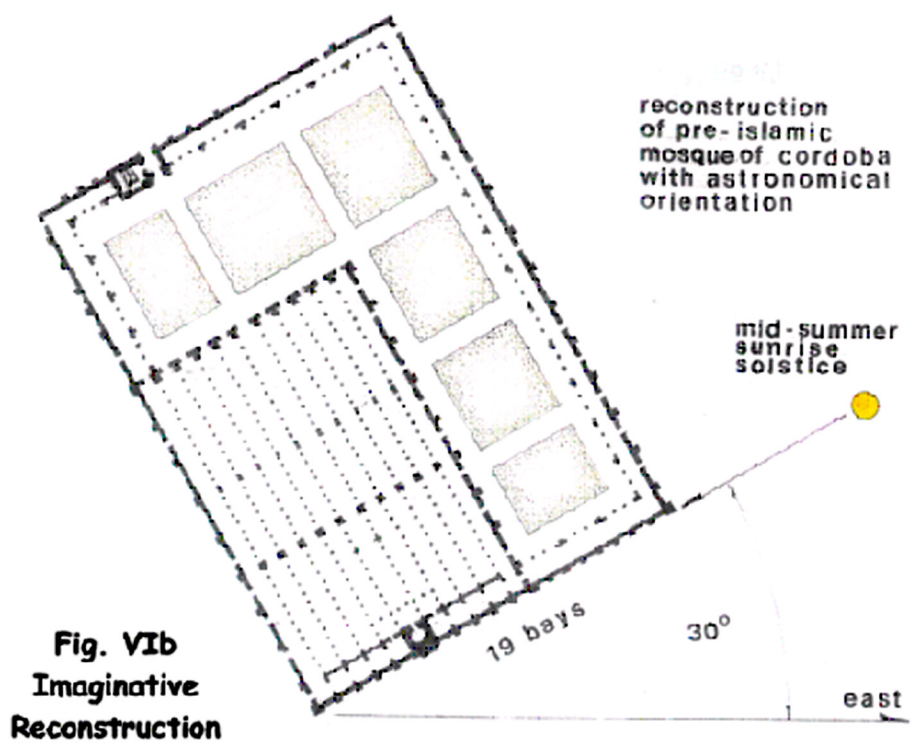 reconstruction
of pre-islamic
mosque of cordoba
with astronomical
orientation
mid-summer
sunrise
solstice
19 bays
30°
east
Fig. VIb
Imaginative
Reconstruction